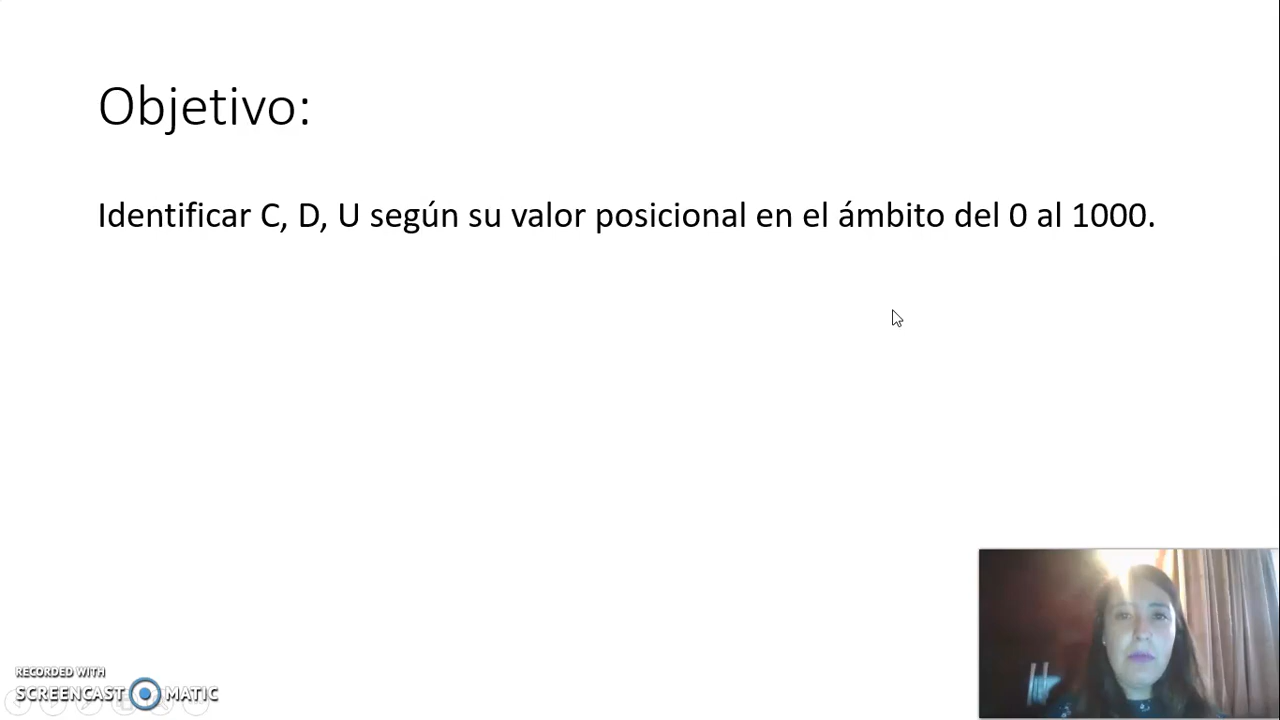 Objetivo:
Identificar C, D, U según su valor posicional en el ámbito del 0 al 1000.
RECORDED WITH
SCREENCAST MATIC